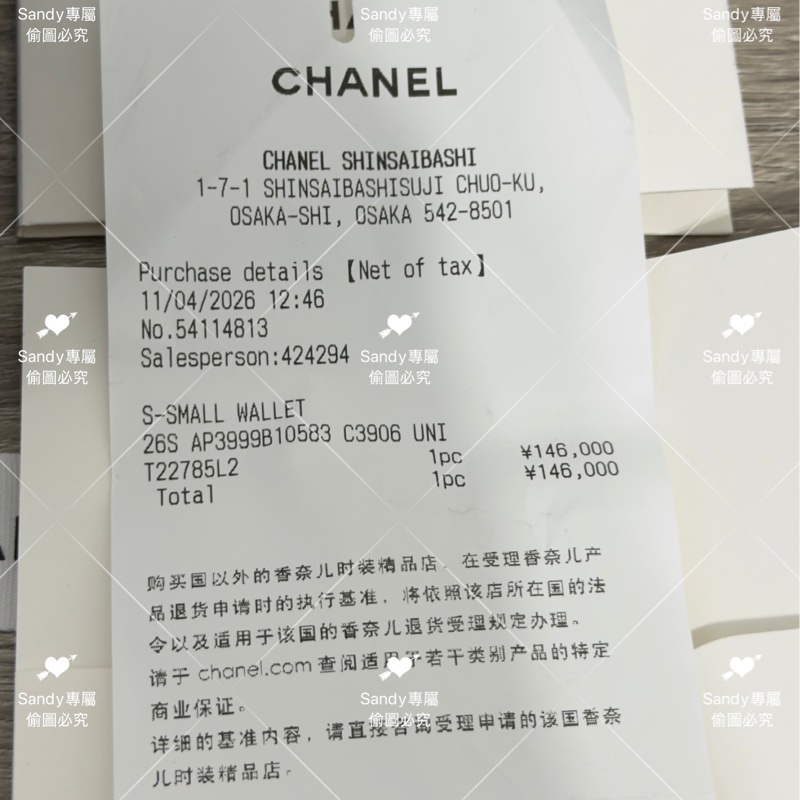 CHANEL
CHANEL SHINSAIBASHI
1-7-1 SHINSAIBASHISUJI CHUO-KU,
OSAKA-SHI, OSAKA 542-8501
Purchase details 【Net of tax】
11/04/2026 12:46
No.54114813
Salesperson:424294
S-SMALL WALLET
26S AP3999B10583 C3906 UNI
T22785L2 1pc ¥146,000
Total 1pc ¥146,000
购买国以外的香奈儿时装精品店，在受理香奈儿产
品退货申请时的执行基准，将依照该店所在国的法
令以及适用于该国的香奈儿退货受理规定办理。
请于 chanel.com 查阅适用于若干类别产品的特定
商业保证。
详细的基准内容，请直接咨询受理申请的该国香奈
儿时装精品店。
Sandy專屬
偷圖必究
Sandy專屬
偷圖必究
Sandy專屬
偷圖必究
Sandy專屬
偷圖必究
Sandy專屬
偷圖必究
Sandy專屬
偷圖必究
Sandy專屬
偷圖必究
Sandy專屬
偷圖必究
Sandy專屬
偷圖必究